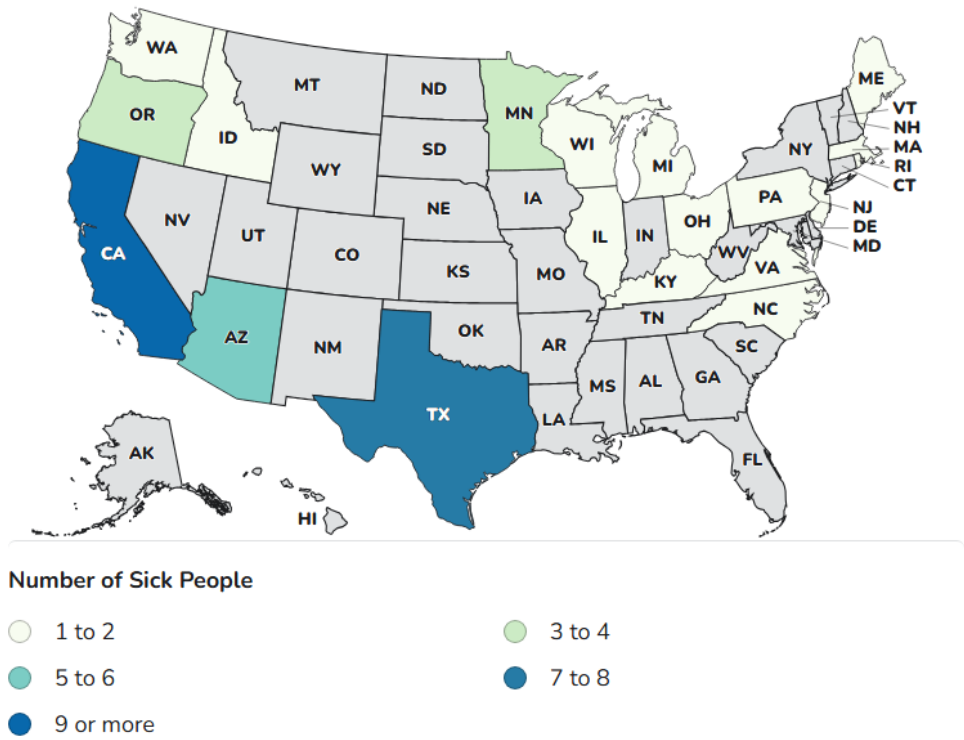 WA
ME
MT
ND
VT
OR
MN
NH
ID
WI
MA
SD
NY
MI
RI
WY
CT
IA
PA
NE
NJ
NV
OH
DE
UT
IL
IN
MD
CA
CO
WV
VA
KS
MO
KY
NC
TN
OK
AZ
NM
AR
SC
GA
MS
AL
TX
LA
AK
FL
HI
Number of Sick People
1 to 2
3 to 4
5 to 6
7 to 8
9 or more